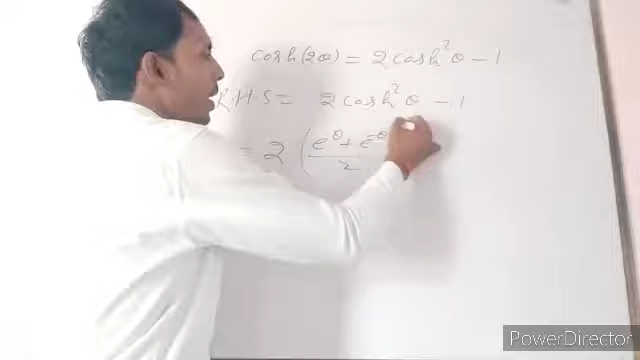 cosh(2θ) = 2cosh²θ - 1
R.H.S = 2cosh²θ - 1
= 2 (e^θ + e^-θ / 2
PowerDirector